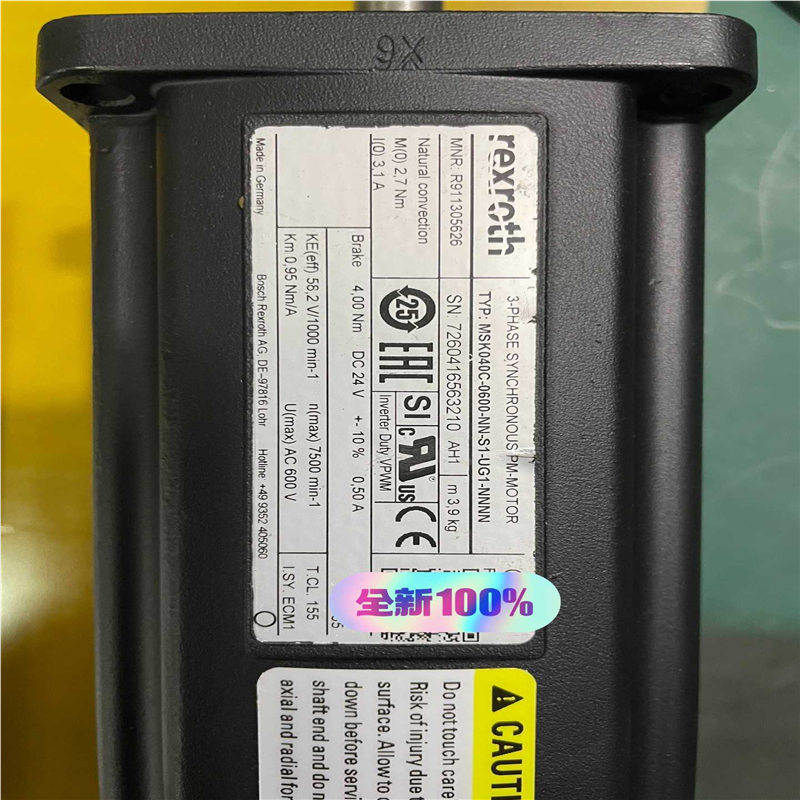 9X
rexroth
3-PHASE SYNCHRONOUS PM-MOTOR
TYP: MSK040C-0600-NN-S1-UG1-NNNN
MNR: R911305626
SN: 7260416563210 AH1
m 3,9 kg
Natural convection
M(0) 2,7 Nm
I(0) 3,1 A
25
EAC
SI
c UL us
CE
Inverter Duty VPWM
Brake 4,00 Nm DC 24 V +- 10 % 0,50 A
KE(eff) 56,2 V/1000 min-1 n(max) 7500 min-1
Km 0,95 Nm/A U(max) AC 600 V
T.CL. 155
I.SY. ECM1
Made in Germany
Bosch Rexroth AG, DE-97816 Lohr
Hotline: +49 9352 405060
全新100%
CAUTI
Do not touch care
Risk of injury due t
surface. Allow to
down before servi
shaft end and do n
axial and radial for